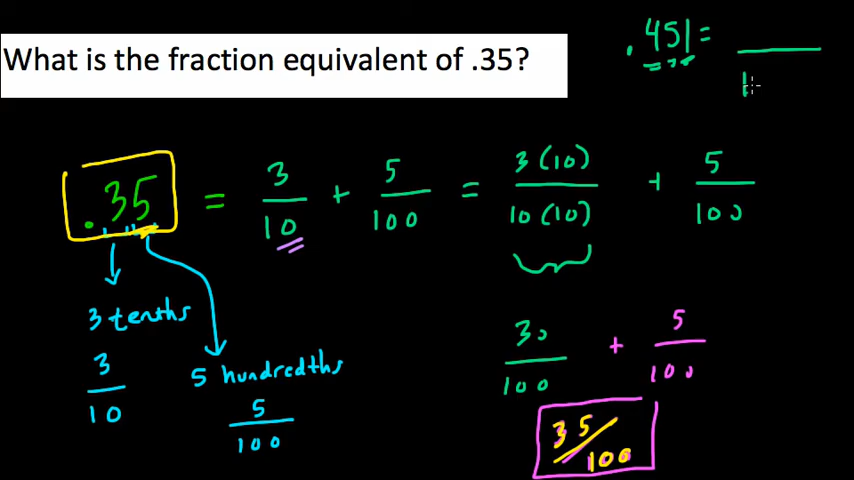 .451 =
1
What is the fraction equivalent of .35?
.35 = 3/10 + 5/100 = 3(10)/10(10) + 5/100
3 tenths
3/10
5 hundredths
5/100
30/100 + 5/100
35/100